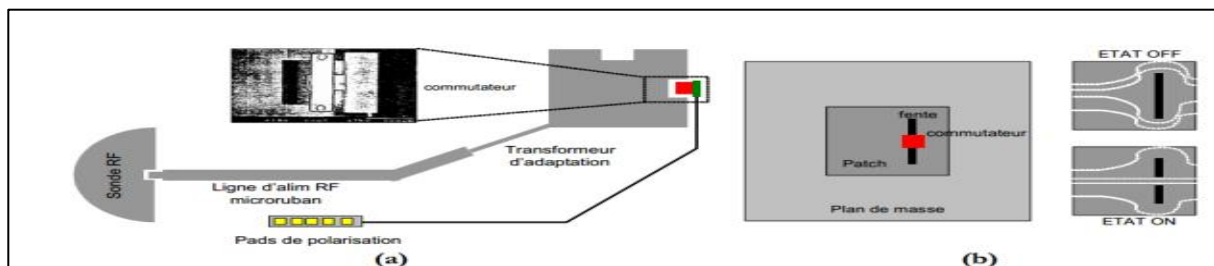 commutateur
Sonde RF
Transformeur
d'adaptation
Ligne d'alim RF
microruban
Pads de polarisation
(a)
fente
commutateur
Patch
Plan de masse
(b)
ETAT OFF
ETAT ON